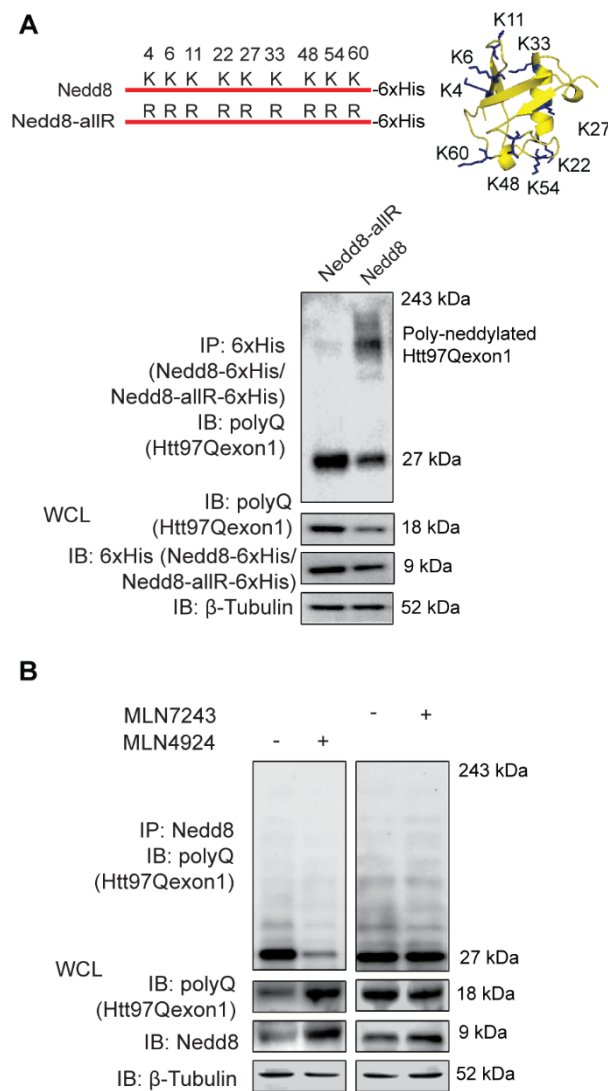 A
4 6 11 22 27 33 48 54 60
K K K K K K K K K
Nedd8 -6xHis
R R R R R R R R R
Nedd8-allR -6xHis
K11
K6 K33
K4
K27
K60
K22
K48
K54
Nedd8-allR
Nedd8
243 kDa
Poly-neddylated
Htt97Qexon1
IP: 6xHis
(Nedd8-6xHis/
Nedd8-allR-6xHis)
IB: polyQ
(Htt97Qexon1)
27 kDa
WCL
IB: polyQ
(Htt97Qexon1)
18 kDa
IB: 6xHis (Nedd8-6xHis/
Nedd8-allR-6xHis)
9 kDa
IB: β-Tubulin
52 kDa
B
MLN7243 - +
MLN4924 - +
243 kDa
IP: Nedd8
IB: polyQ
(Htt97Qexon1)
27 kDa
WCL
IB: polyQ
(Htt97Qexon1)
18 kDa
IB: Nedd8
9 kDa
IB: β-Tubulin
52 kDa